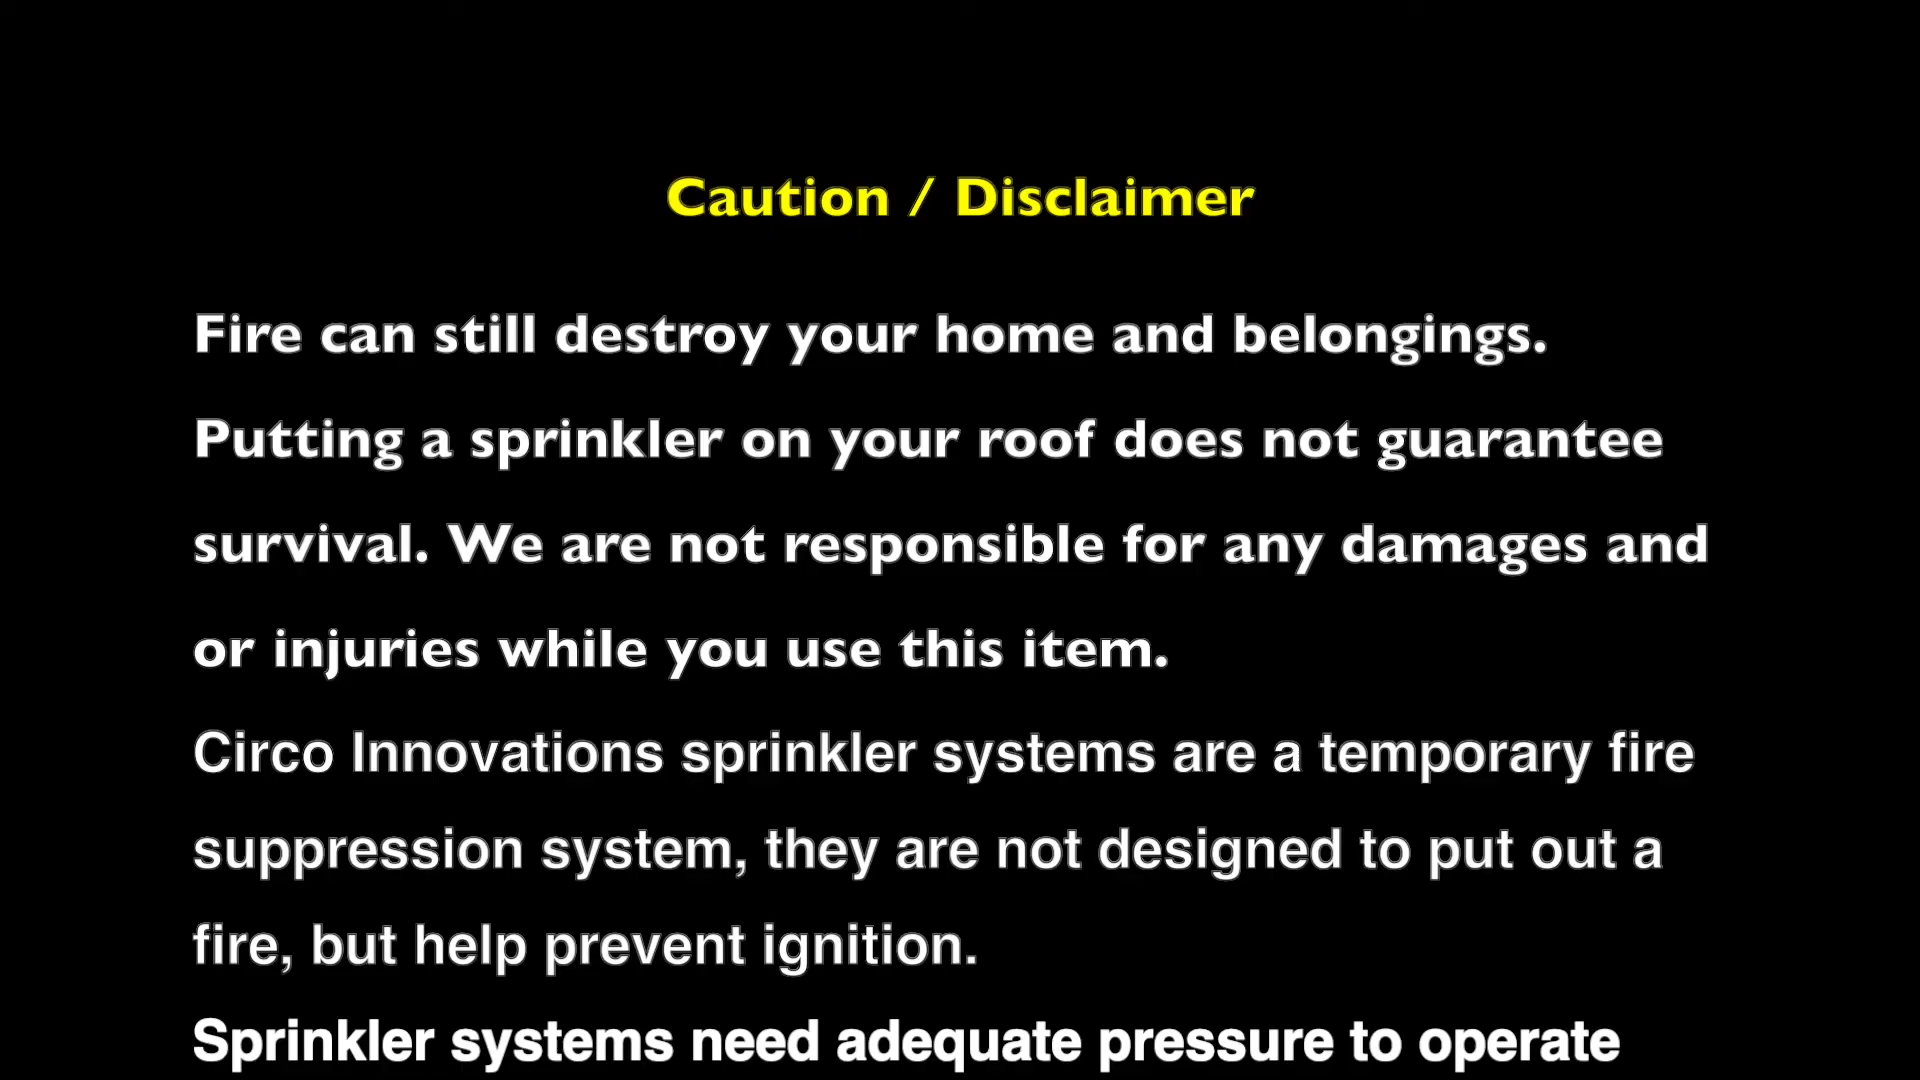 Caution / Disclaimer
Fire can still destroy your home and belongings.
Putting a sprinkler on your roof does not guarantee
survival. We are not responsible for any damages and
or injuries while you use this item.
Circo Innovations sprinkler systems are a temporary fire
suppression system, they are not designed to put out a
fire, but help prevent ignition.
Sprinkler systems need adequate pressure to operate